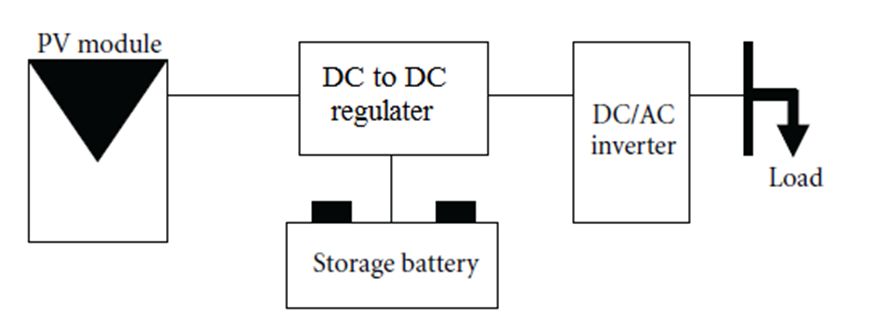 PV module
DC to DC
regulater
DC/AC
inverter
Load
Storage battery